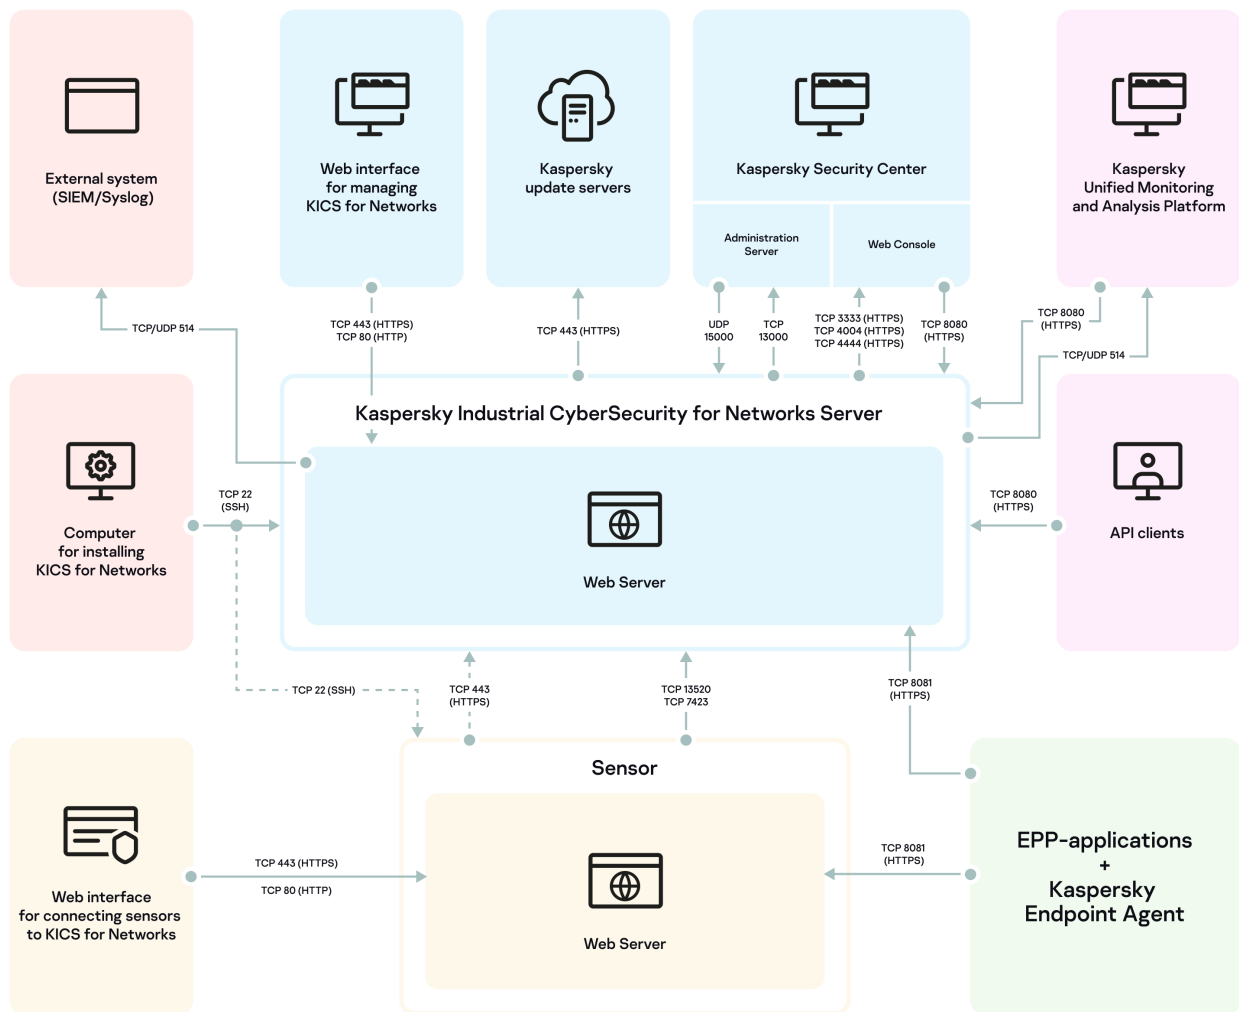 External system
(SIEM/Syslog)
Web interface
for managing
KICS for Networks
Kaspersky
update servers
Kaspersky Security Center
Administration
Server
Web Console
Kaspersky
Unified Monitoring
and Analysis Platform
TCP/UDP 514
TCP 443 (HTTPS)
TCP 80 (HTTP)
TCP 443 (HTTPS)
UDP
15000
TCP
13000
TCP 3333 (HTTPS)
TCP 4004 (HTTPS)
TCP 4444 (HTTPS)
TCP 8080
(HTTPS)
TCP 8080
(HTTPS)
TCP/UDP 514
Kaspersky Industrial CyberSecurity for Networks Server
Web Server
Computer
for installing
KICS for Networks
TCP 22
(SSH)
TCP 8080
(HTTPS)
API clients
TCP 22 (SSH)
TCP 443
(HTTPS)
TCP 13520
TCP 7423
TCP 8081
(HTTPS)
Sensor
Web Server
Web interface
for connecting sensors
to KICS for Networks
TCP 443 (HTTPS)
TCP 80 (HTTP)
TCP 8081
(HTTPS)
EPP-applications
+
Kaspersky
Endpoint Agent